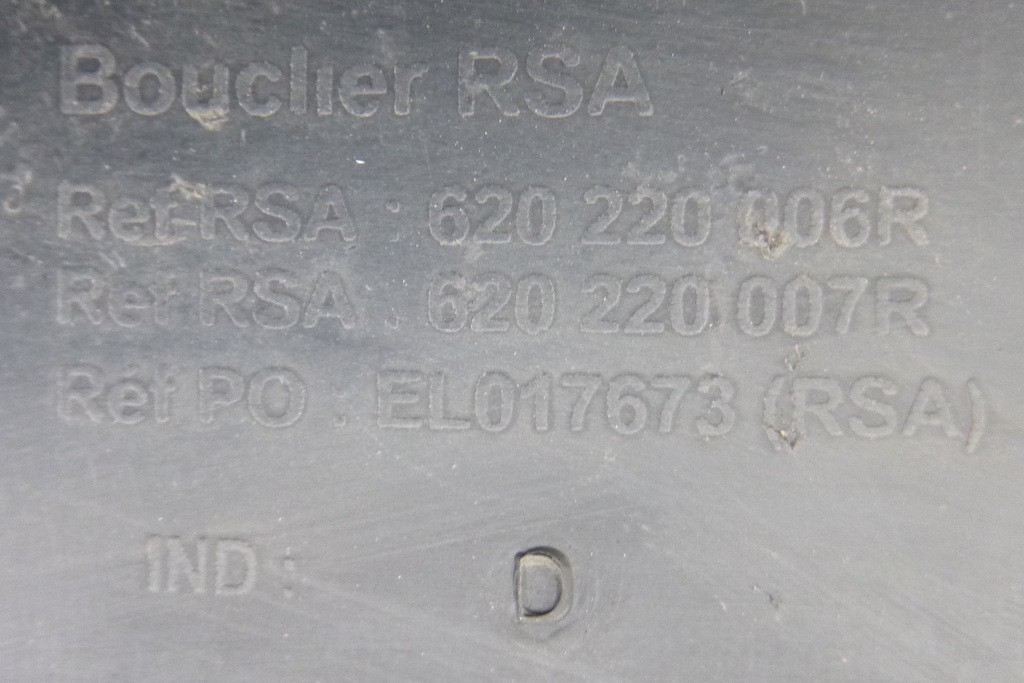 Bouclier RSA
Ref RSA : 620 220 006R
Ref RSA : 620 220 007R
Réf PO : EL017673 (RSA)
IND : D